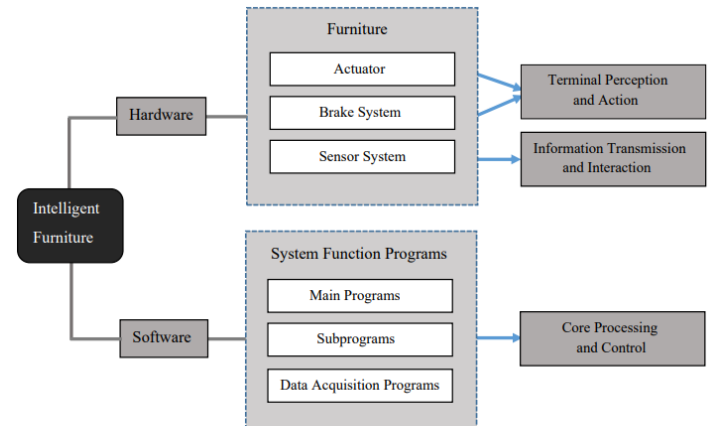 Furniture
Actuator
Brake System
Sensor System
Hardware
Terminal Perception
and Action
Information Transmission
and Interaction
Intelligent
Furniture
System Function Programs
Main Programs
Subprograms
Data Acquisition Programs
Software
Core Processing
and Control